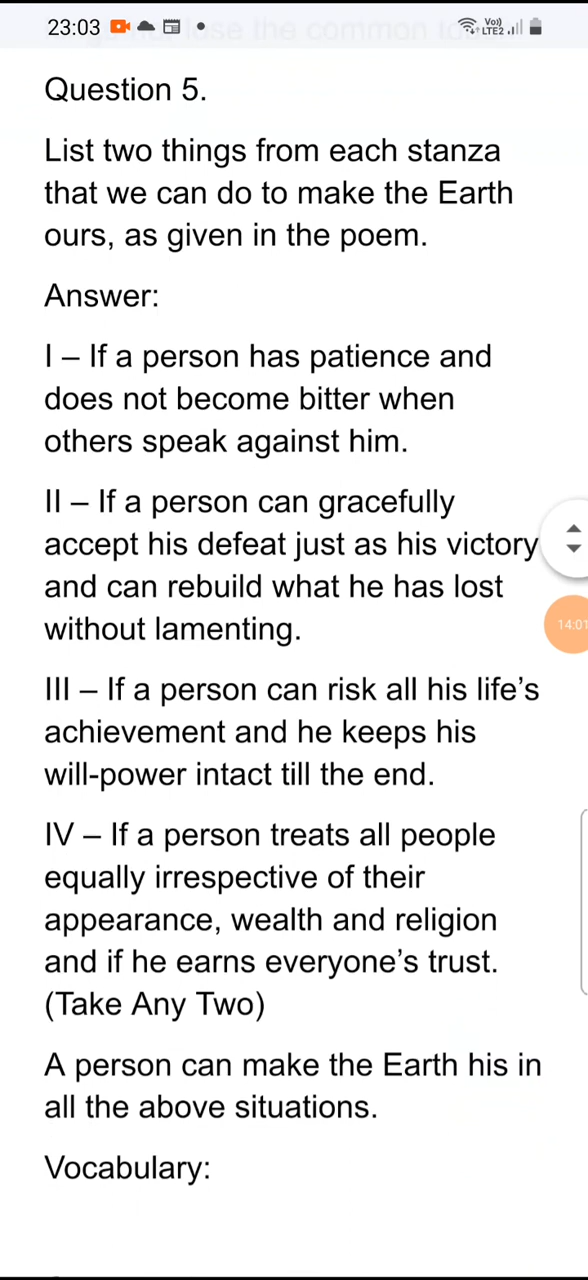 23:03
Vo))
LTE2
Question 5.
List two things from each stanza
that we can do to make the Earth
ours, as given in the poem.
Answer:
I – If a person has patience and
does not become bitter when
others speak against him.
II – If a person can gracefully
accept his defeat just as his victory
and can rebuild what he has lost
without lamenting.
14:01
III – If a person can risk all his life’s
achievement and he keeps his
will-power intact till the end.
IV – If a person treats all people
equally irrespective of their
appearance, wealth and religion
and if he earns everyone’s trust.
(Take Any Two)
A person can make the Earth his in
all the above situations.
Vocabulary: